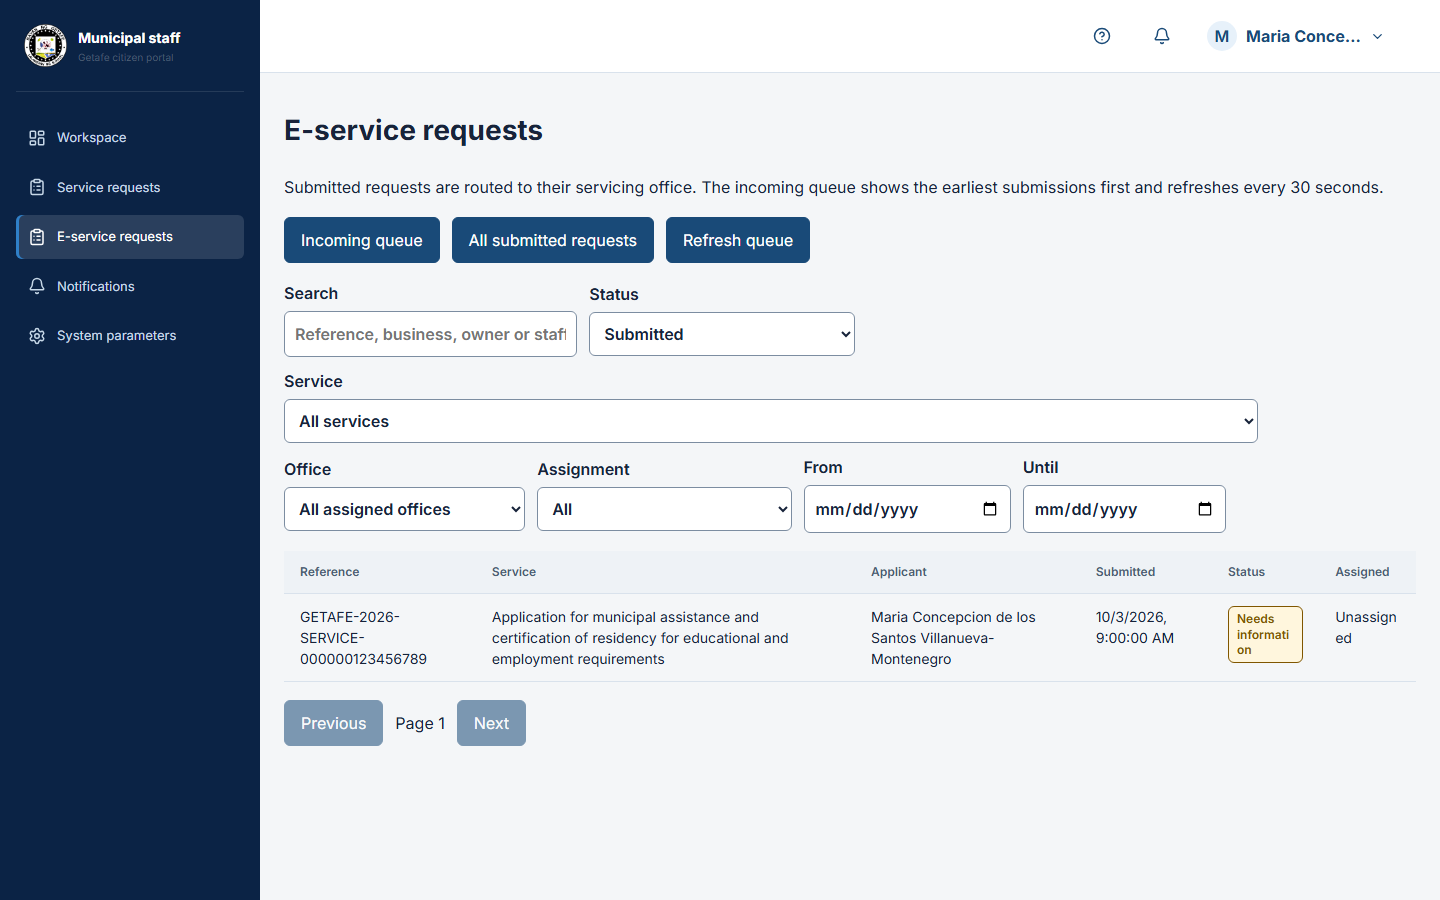 Municipal staff
Getafe citizen portal
Workspace
Service requests
E-service requests
Notifications
System parameters
M Maria Conce...
E-service requests
Submitted requests are routed to their servicing office. The incoming queue shows the earliest submissions first and refreshes every 30 seconds.
Incoming queue All submitted requests Refresh queue
Search Status
Reference, business, owner or staf Submitted
Service
All services
Office Assignment From Until
All assigned offices All mm/dd/yyyy mm/dd/yyyy
Reference Service Applicant Submitted Status Assigned
GETAFE-2026-
SERVICE-
000000123456789
Application for municipal assistance and
certification of residency for educational and
employment requirements
Maria Concepcion de los
Santos Villanueva-
Montenegro
10/3/2026,
9:00:00 AM
Needs
informati
on
Unassign
ed
Previous Page 1 Next